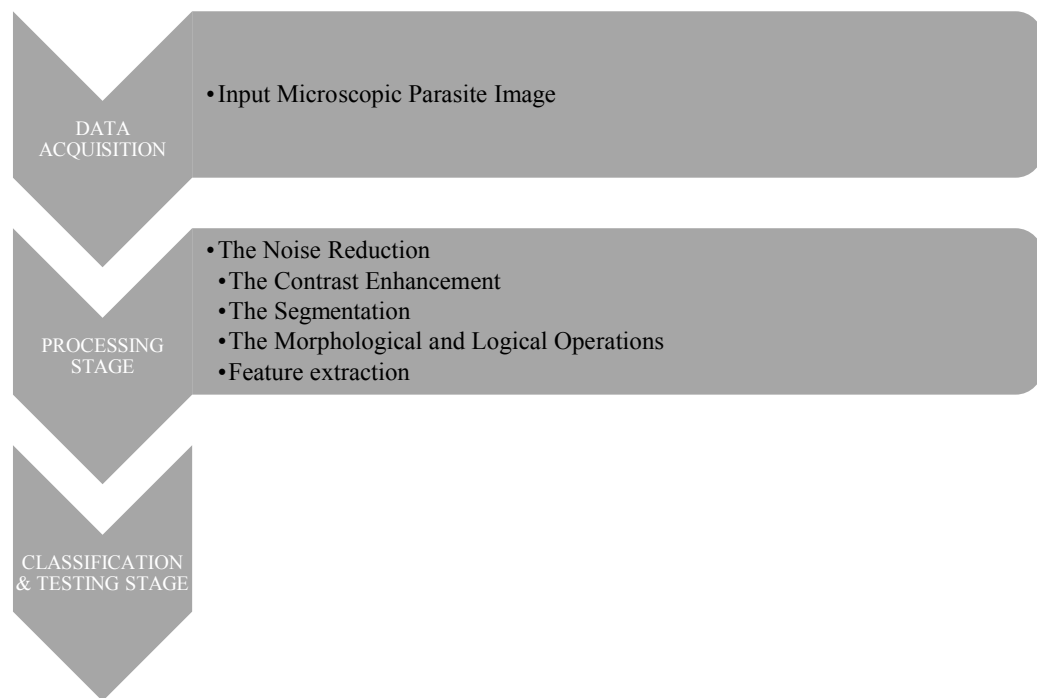 DATA
ACQUISITION
•Input Microscopic Parasite Image
PROCESSING
STAGE
•The Noise Reduction
•The Contrast Enhancement
•The Segmentation
•The Morphological and Logical Operations
•Feature extraction
CLASSIFICATION
& TESTING STAGE